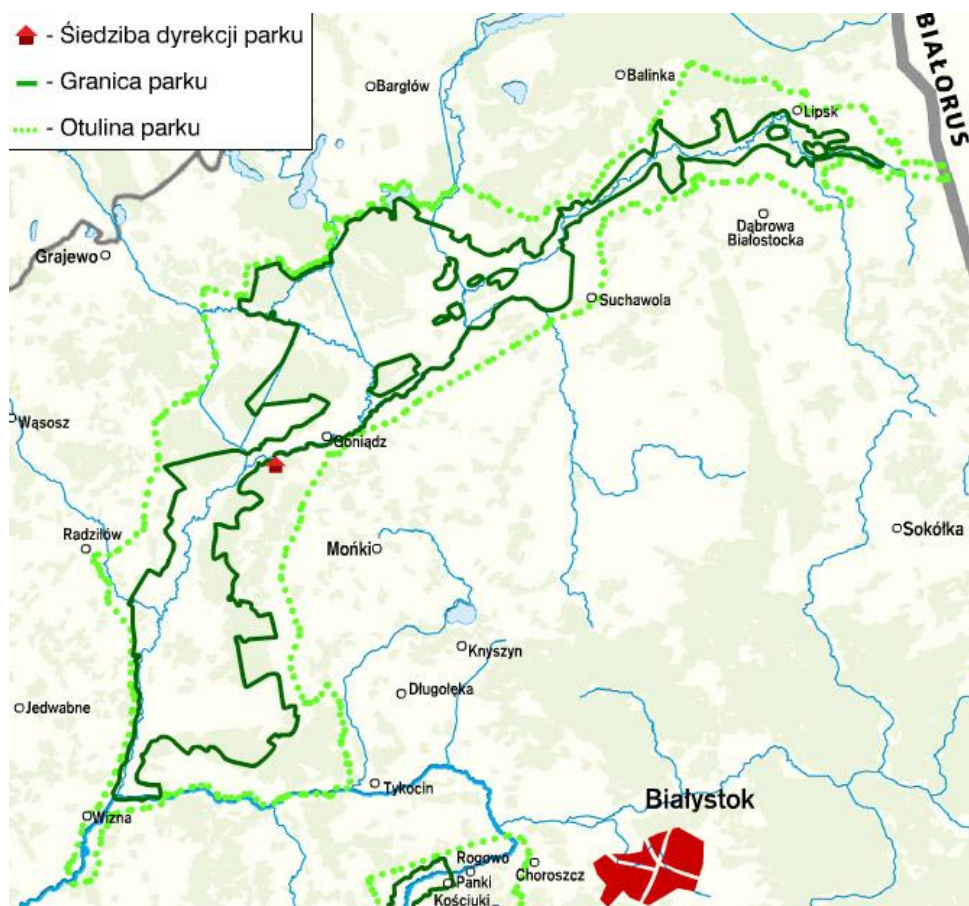 - Śiedziba dyrekcji parku
- Granica parku
- Otulina parku
BIAŁORUS
Bargłów
Balinka
Lipsk
Dąbrowa
Białostocka
Grajewo
Suchawola
Wąsosz
Goniądz
Sokółka
Radziłów
Mońki
Knyszyn
Długołęka
Jedwabne
Tykocin
Wizna
Białystok
Rogowo
Choroszcz
Panki
Kościuki